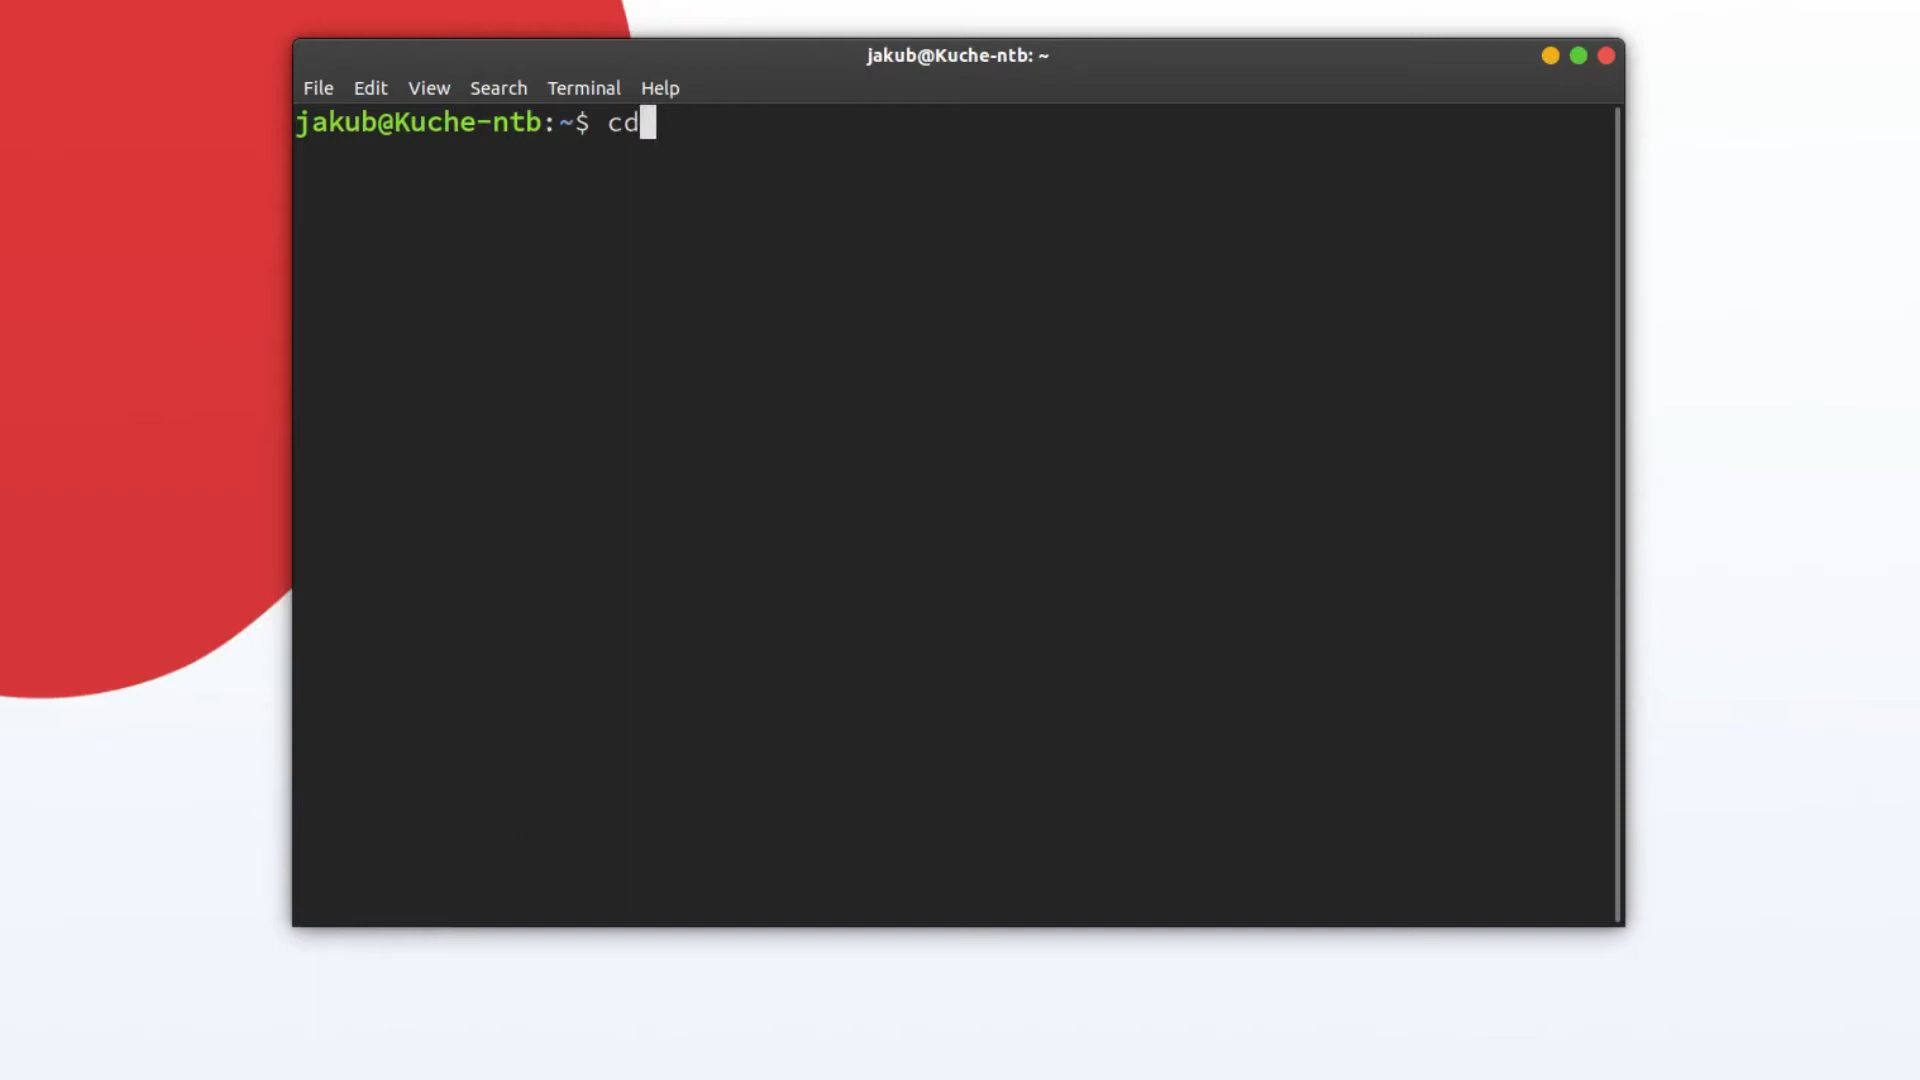 jakub@Kuche-ntb: ~
File Edit View Search Terminal Help
jakub@Kuche-ntb:~$ cd